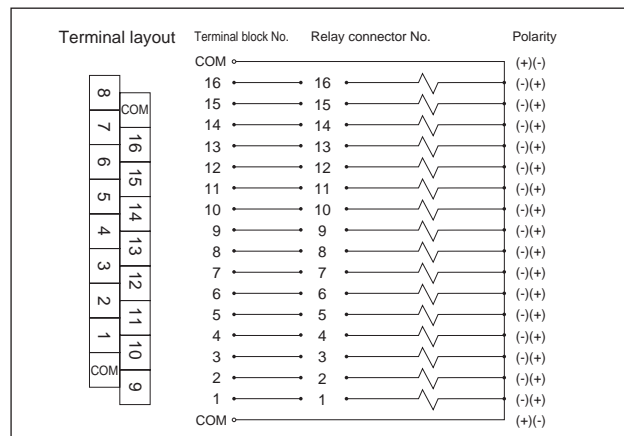 Terminal layout
8
7
6
5
4
3
2
1
COM
COM
16
15
14
13
12
11
10
9
Terminal block No. Relay connector No. Polarity
COM (+)(-)
16 16 (-)(+)
15 15 (-)(+)
14 14 (-)(+)
13 13 (-)(+)
12 12 (-)(+)
11 11 (-)(+)
10 10 (-)(+)
9 9 (-)(+)
8 8 (-)(+)
7 7 (-)(+)
6 6 (-)(+)
5 5 (-)(+)
4 4 (-)(+)
3 3 (-)(+)
2 2 (-)(+)
1 1 (-)(+)
COM (+)(-)